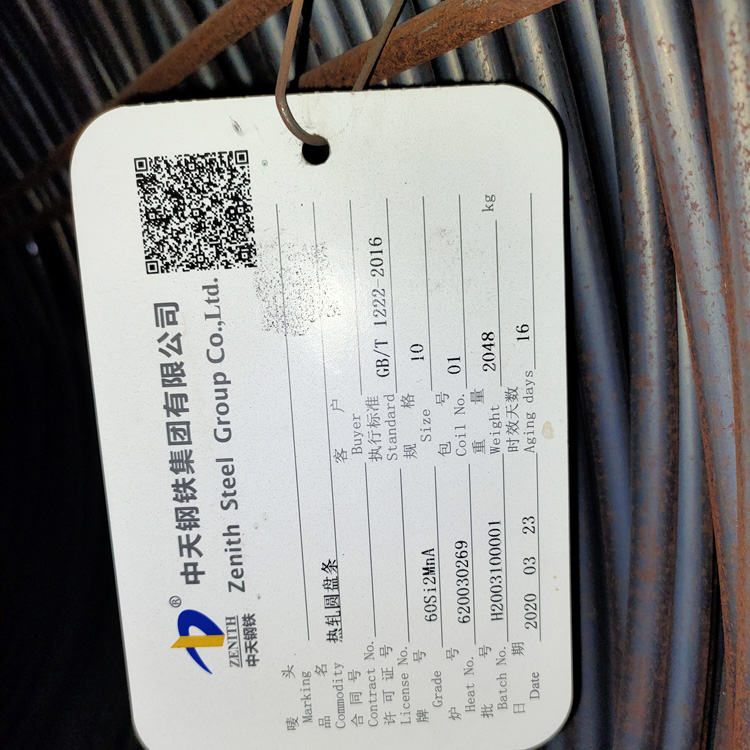 ZENITH
中天钢铁
®
中天钢铁集团有限公司
Zenith Steel Group Co.,Ltd.
唛 头
Marking
品 名 热轧圆盘条 客 户
Commodity Buyer
合 同 号 执行标准 GB/T 1222-2016
Contract No. Standard
许 可 证 号 规 格 10
License No. Size
牌 号 60Si2MnA 包 号 01
Grade Coil No.
炉 号 620030269 重 量 2048 kg
Heat No. Weight
批 号 H2003100001 时效天数 16
Batch No. Aging days
日 期 2020 03 23
Date